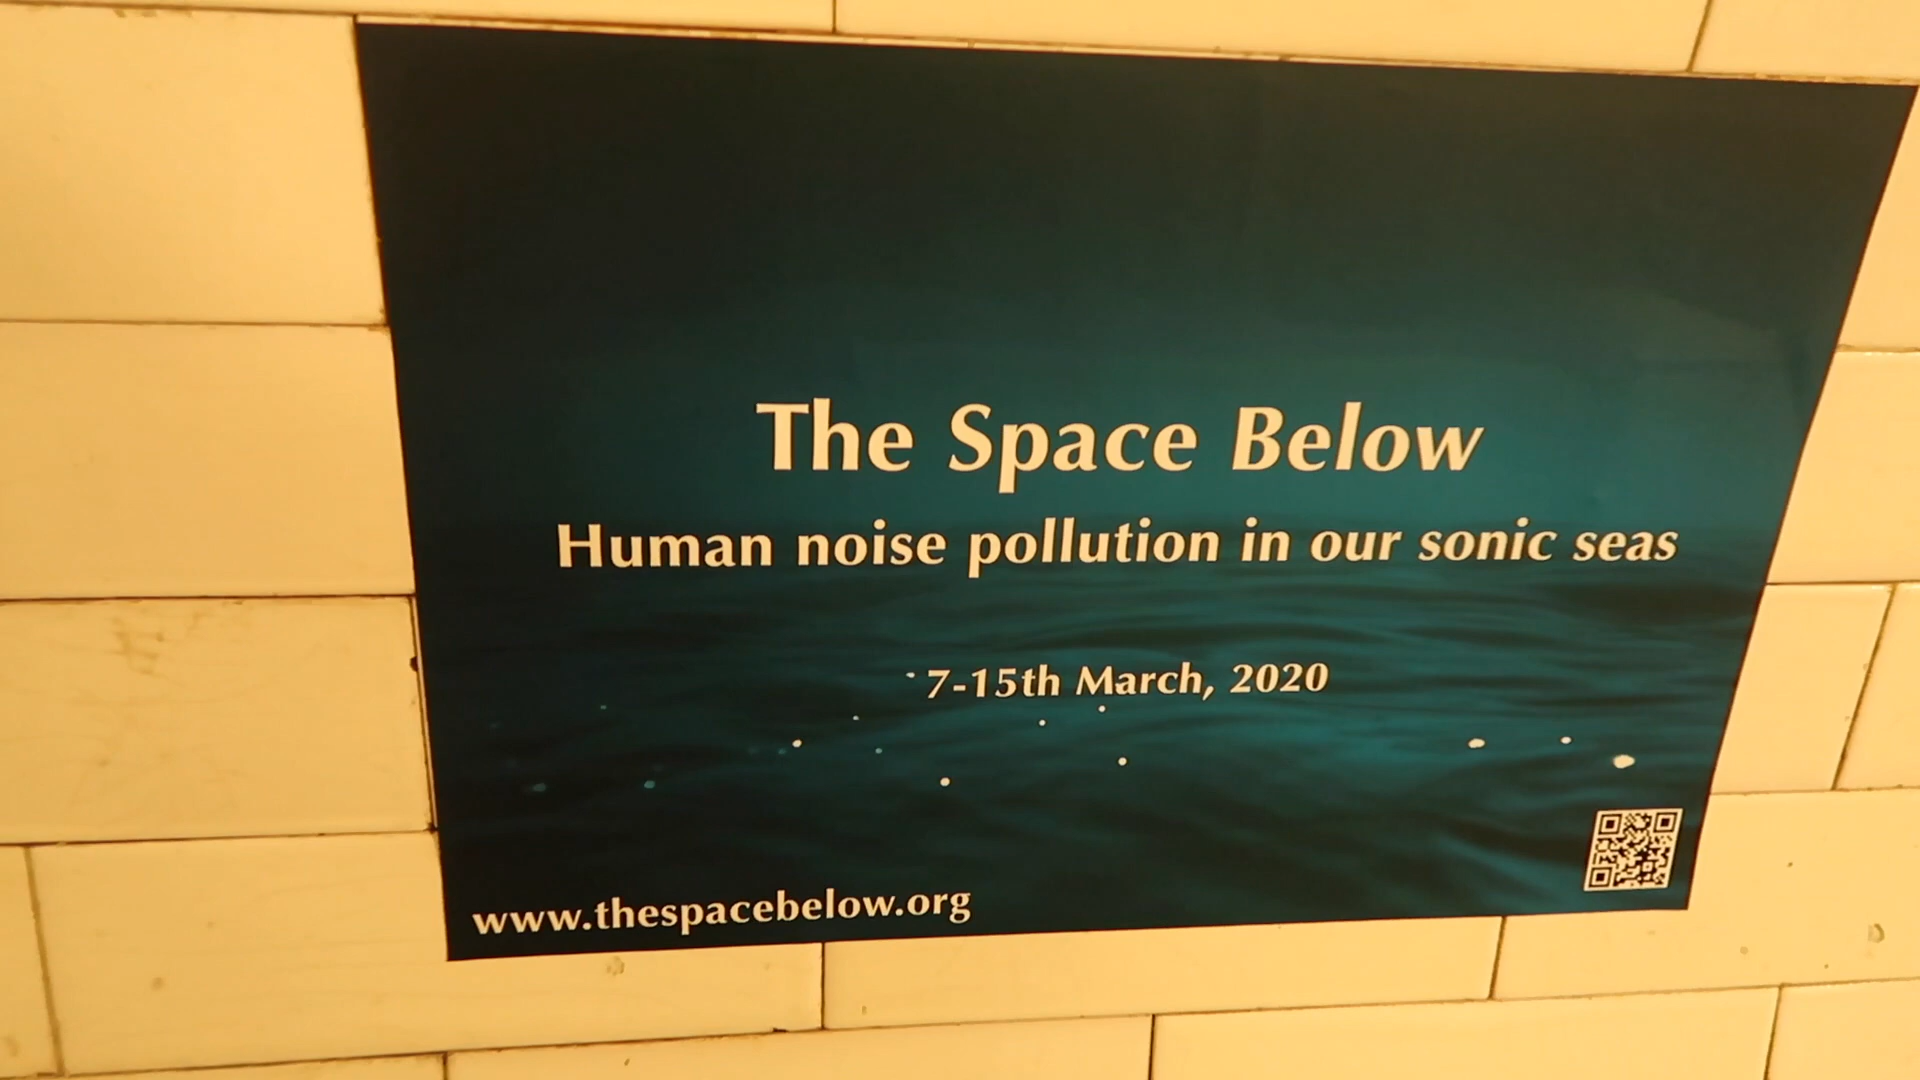 The Space Below
Human noise pollution in our sonic seas
7-15th March, 2020
www.thespacebelow.org